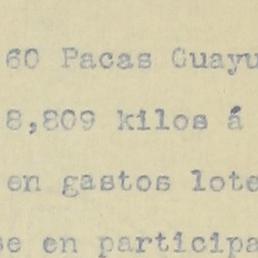 60 Pacas Guayu
8,809 kilos á
en gastos lote
se en participa